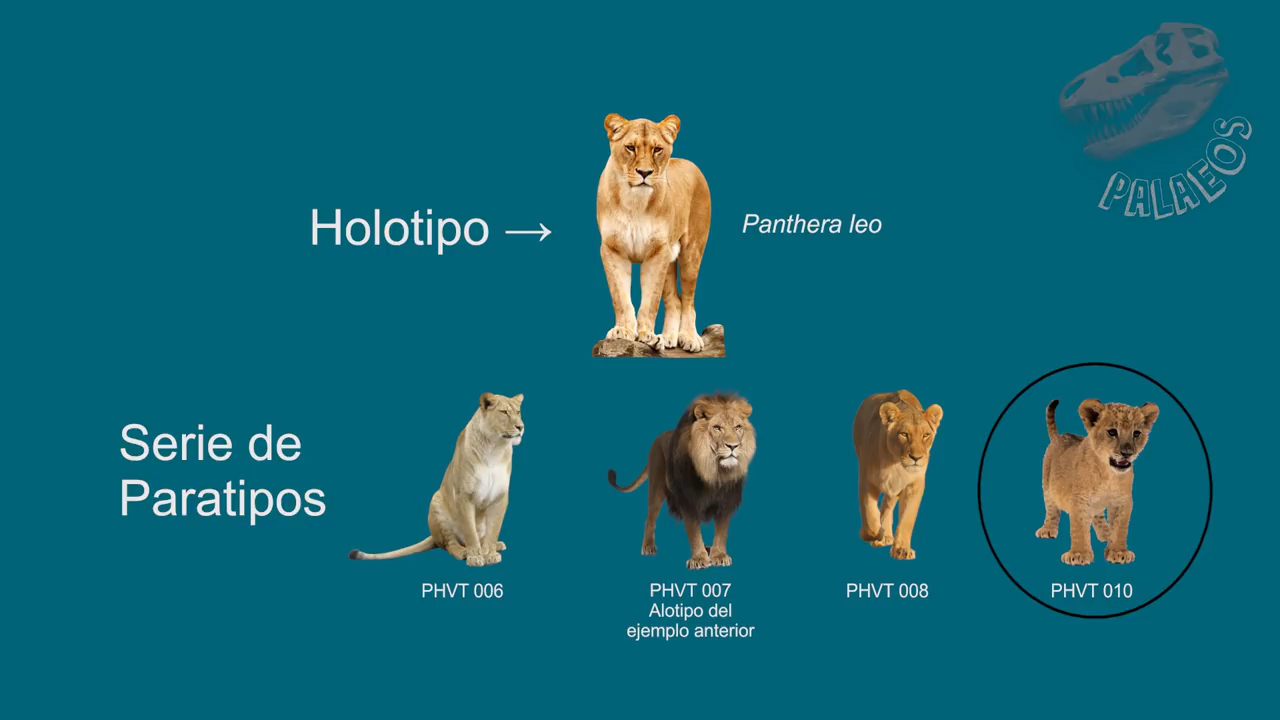 PALAEOS
Holotipo →
Panthera leo
Serie de
Paratipos
PHVT 006
PHVT 007
Alotipo del
ejemplo anterior
PHVT 008
PHVT 010